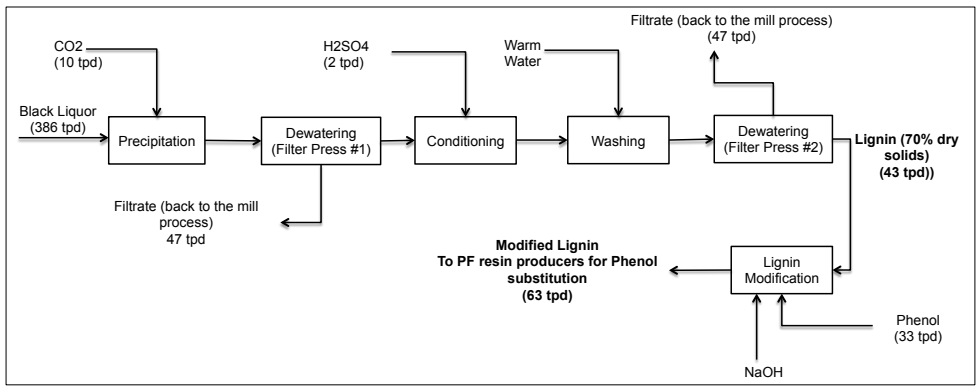 CO2
(10 tpd)
H2SO4
(2 tpd)
Warm
Water
Filtrate (back to the mill process)
(47 tpd)
Black Liquor
(386 tpd)
Precipitation
Dewatering
(Filter Press #1)
Conditioning
Washing
Dewatering
(Filter Press #2)
Lignin (70% dry
solids)
(43 tpd))
Filtrate (back to the mill
process)
47 tpd
Modified Lignin
To PF resin producers for Phenol
substitution
(63 tpd)
Lignin
Modification
Phenol
(33 tpd)
NaOH